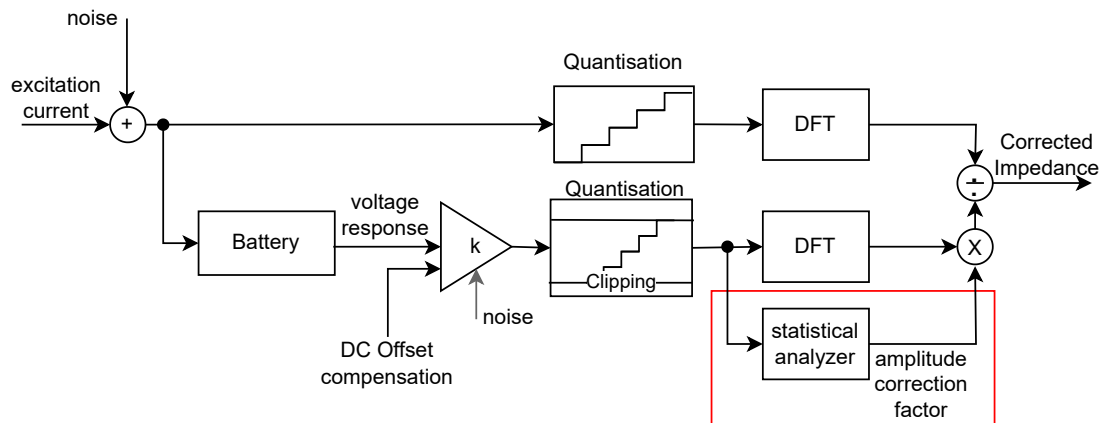 noise
excitation
current
+
Quantisation
DFT
Corrected
Impedance
÷
Quantisation
Battery
voltage
response
k
Clipping
DFT
X
noise
DC Offset
compensation
statistical
analyzer
amplitude
correction
factor